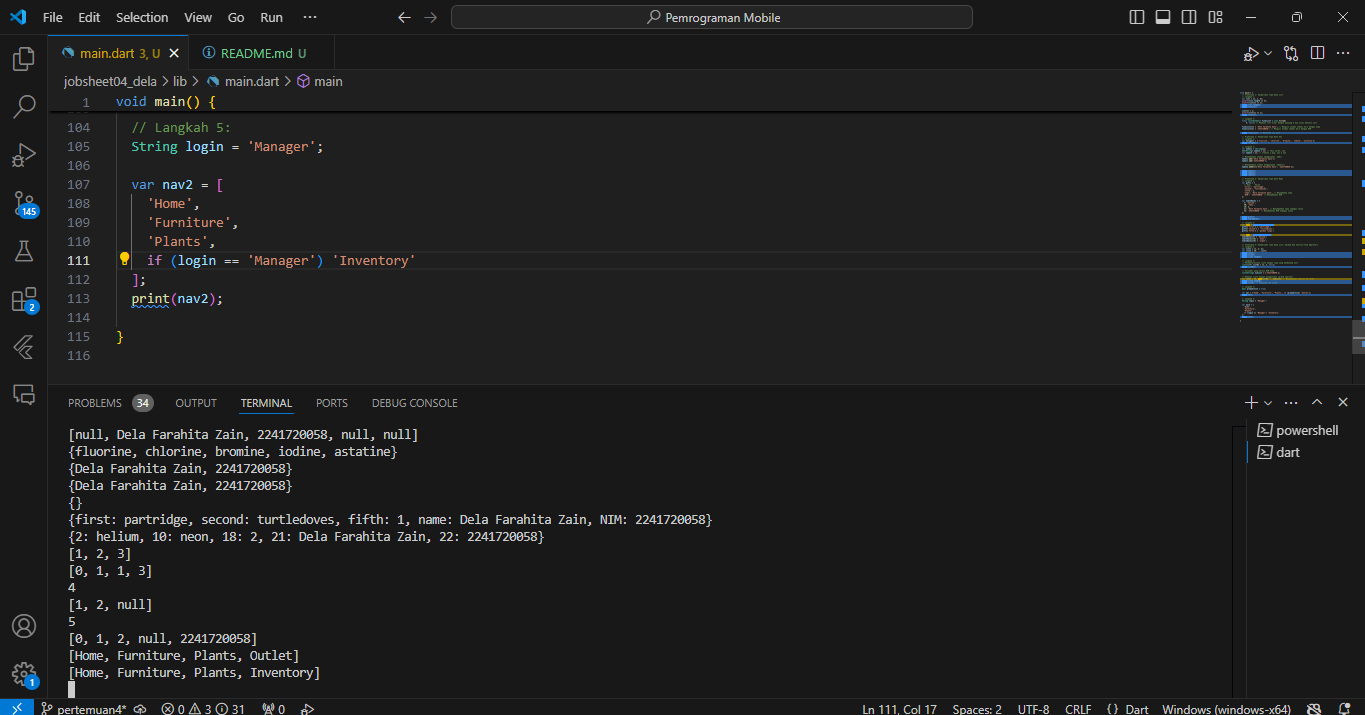 File Edit Selection View Go Run ··· Pemrograman Mobile
main.dart 3, U README.md U
jobsheet04_dela > lib > main.dart > main
1 void main() {
104 // Langkah 5:
105 String login = 'Manager';
106
107 var nav2 = [
108 'Home',
109 'Furniture',
110 'Plants',
111 if (login == 'Manager') 'Inventory'
112 ];
113 print(nav2);
114
115 }
116
145
2
1
PROBLEMS 34 OUTPUT TERMINAL PORTS DEBUG CONSOLE
[null, Dela Farahita Zain, 2241720058, null, null]
{fluorine, chlorine, bromine, iodine, astatine}
{Dela Farahita Zain, 2241720058}
{Dela Farahita Zain, 2241720058}
{}
{first: partridge, second: turtledoves, fifth: 1, name: Dela Farahita Zain, NIM: 2241720058}
{2: helium, 10: neon, 18: 2, 21: Dela Farahita Zain, 22: 2241720058}
[1, 2, 3]
[0, 1, 1, 3]
4
[1, 2, null]
5
[0, 1, 2, null, 2241720058]
[Home, Furniture, Plants, Outlet]
[Home, Furniture, Plants, Inventory]
powershell
dart
pertemuan4* 0 3 31 0 Ln 111, Col 17 Spaces: 2 UTF-8 CRLF {} Dart Windows (windows-x64)